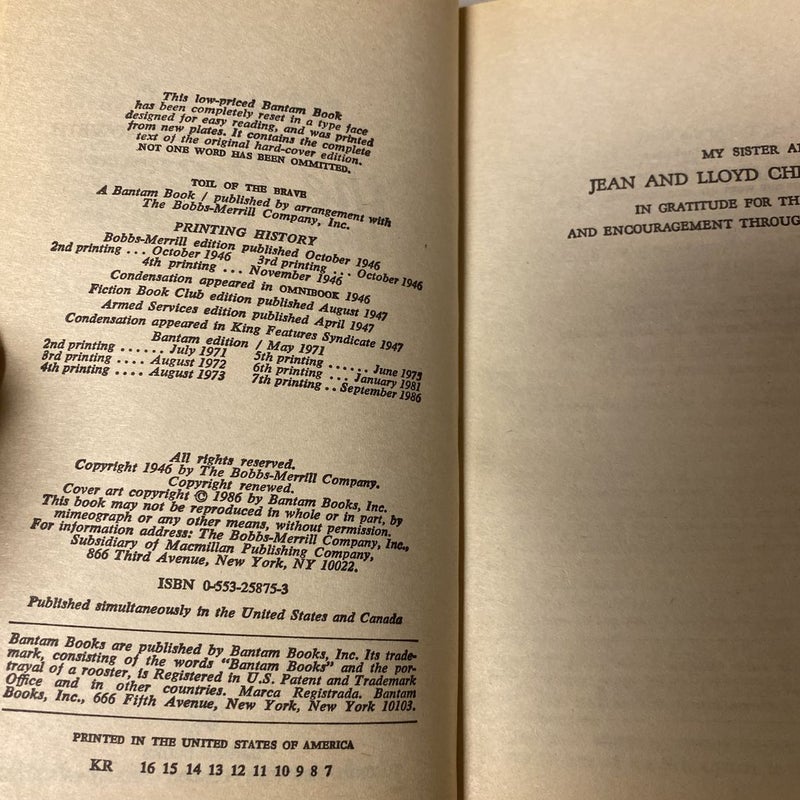 This low-priced Bantam Book
has been completely reset in a type face
designed for easy reading, and was printed
from new plates. It contains the complete
text of the original hard-cover edition.
NOT ONE WORD HAS BEEN OMMITTED.
TOIL OF THE BRAVE
A Bantam Book / published by arrangement with
The Bobbs-Merrill Company, Inc.
PRINTING HISTORY
Bobbs-Merrill edition published October 1946
2nd printing ... October 1946 3rd printing ... October 1946
4th printing ... November 1946
Condensation appeared in OMNIBOOK 1946
Fiction Book Club edition published August 1947
Armed Services edition published April 1947
Condensation appeared in King Features Syndicate 1947
Bantam edition / May 1971
2nd printing ...... July 1971 5th printing ...... June 1973
3rd printing .... August 1972 6th printing ... January 1981
4th printing .... August 1973 7th printing .. September 1986
All rights reserved.
Copyright 1946 by The Bobbs-Merrill Company.
Copyright renewed.
Cover art copyright © 1986 by Bantam Books, Inc.
This book may not be reproduced in whole or in part, by
mimeograph or any other means, without permission.
For information address: The Bobbs-Merrill Company, Inc.,
Subsidiary of Macmillan Publishing Company,
866 Third Avenue, New York, NY 10022.
ISBN 0-553-25875-3
Published simultaneously in the United States and Canada
Bantam Books are published by Bantam Books, Inc. Its trade-
mark, consisting of the words "Bantam Books" and the por-
trayal of a rooster, is Registered in U.S. Patent and Trademark
Office and in other countries. Marca Registrada. Bantam
Books, Inc., 666 Fifth Avenue, New York, New York 10103.
PRINTED IN THE UNITED STATES OF AMERICA
KR 16 15 14 13 12 11 10 9 8 7
MY SISTER
JEAN AND LLOYD
IN GRATITUDE FOR
AND ENCOURAGEMENT